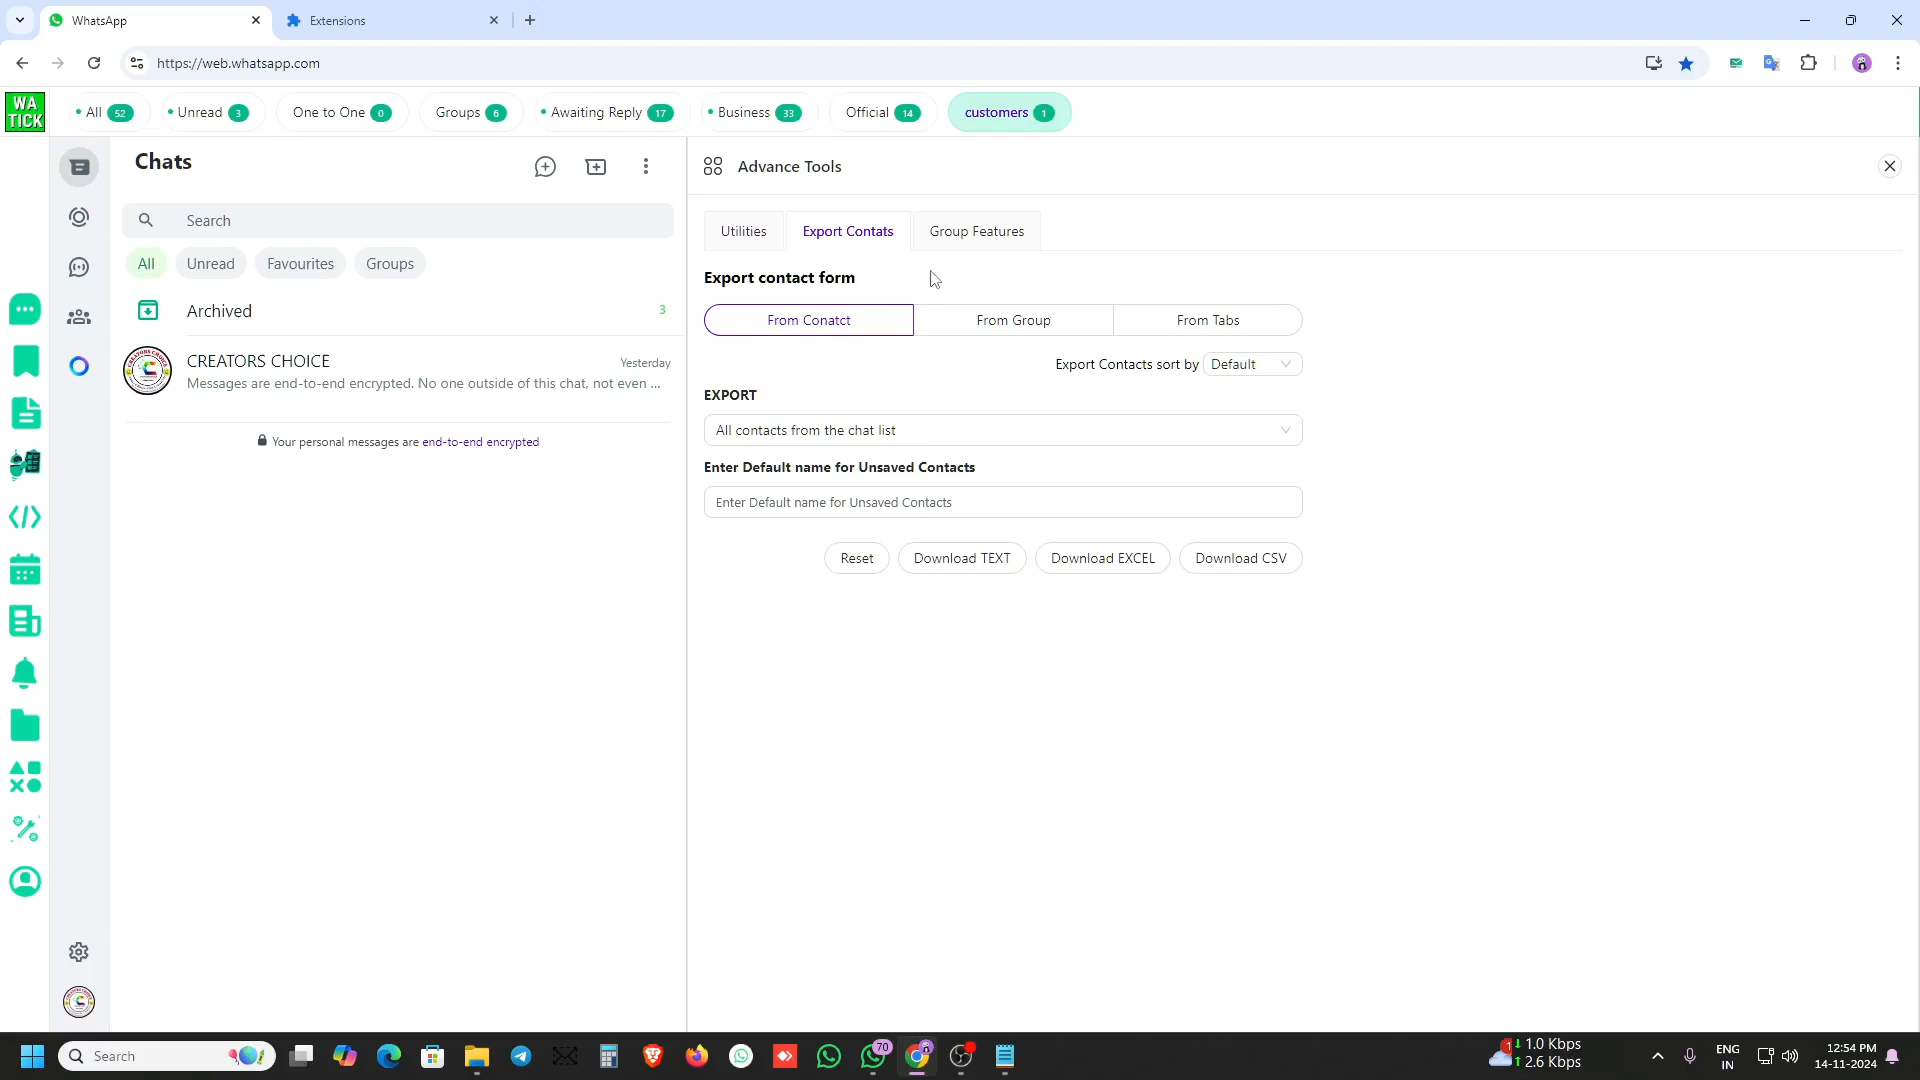 WhatsApp
Extensions
https://web.whatsapp.com
WA
TICK
All 52
Unread 3
One to One 0
Groups 6
Awaiting Reply 17
Business 33
Official 14
customers 1
Chats
Search
All
Unread
Favourites
Groups
Archived
3
CREATORS CHOICE
Yesterday
Messages are end-to-end encrypted. No one outside of this chat, not even ...
Your personal messages are end-to-end encrypted
Advance Tools
Utilities
Export Contats
Group Features
Export contact form
From Conatct
From Group
From Tabs
Export Contacts sort by Default
EXPORT
All contacts from the chat list
Enter Default name for Unsaved Contacts
Enter Default name for Unsaved Contacts
Reset
Download TEXT
Download EXCEL
Download CSV
Search
70
1
1.0 Kbps
2.6 Kbps
ENG
IN
12:54 PM
14-11-2024